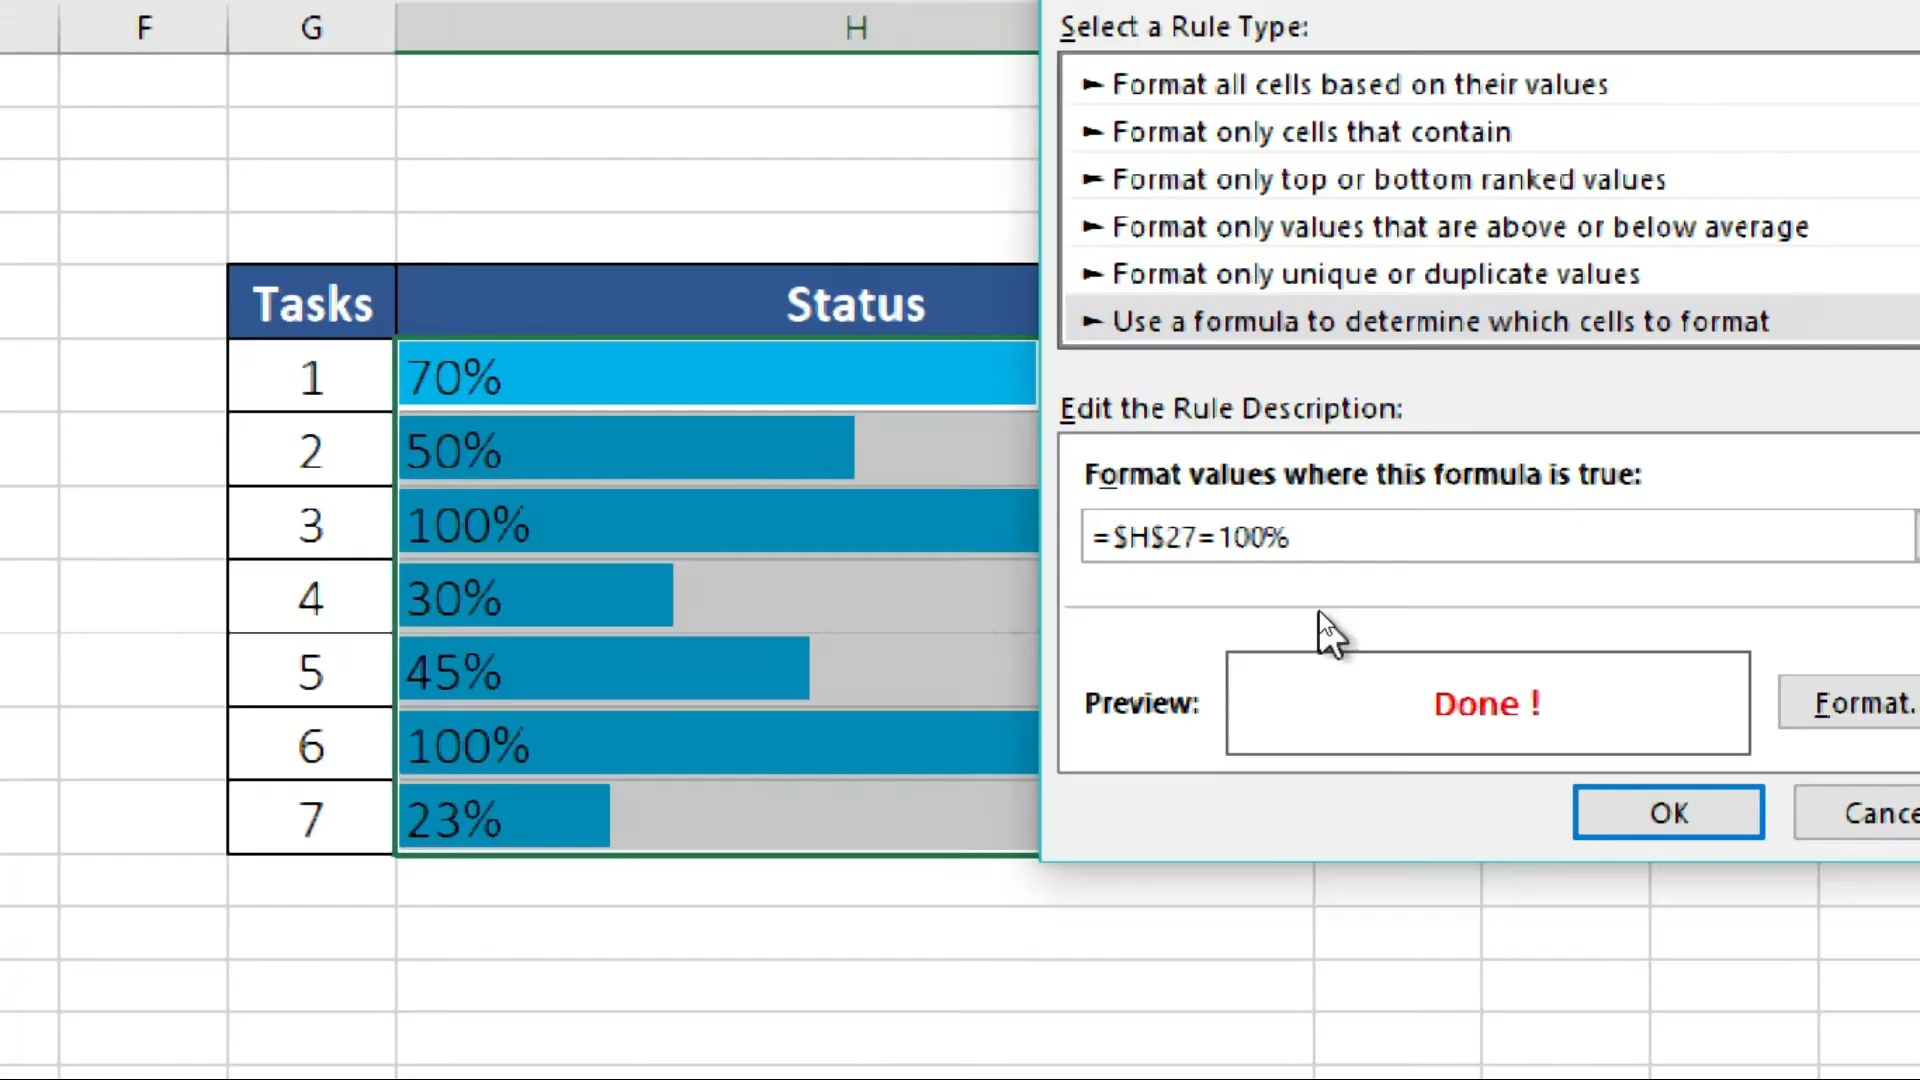 F G H
Tasks Status
1 70%
2 50%
3 100%
4 30%
5 45%
6 100%
7 23%
Select a Rule Type:
► Format all cells based on their values
► Format only cells that contain
► Format only top or bottom ranked values
► Format only values that are above or below average
► Format only unique or duplicate values
► Use a formula to determine which cells to format
Edit the Rule Description:
Format values where this formula is true:
=$H$27=100%
Preview: Done ! Format.
OK Cance